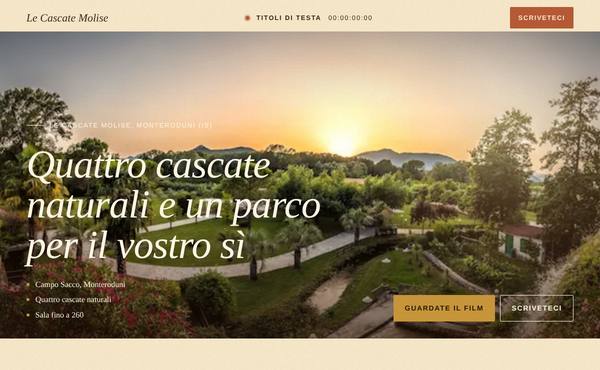 Le Cascate Molise
TITOLI DI TESTA 00:00:00:00
SCRIVETECI
LE CASCATE MOLISE, MONTERODUNI (IS)
Quattro cascate
naturali e un parco
per il vostro sì
Campo Sacco, Monteroduni
Quattro cascate naturali
Sala fino a 260
GUARDATE IL FILM
SCRIVETECI